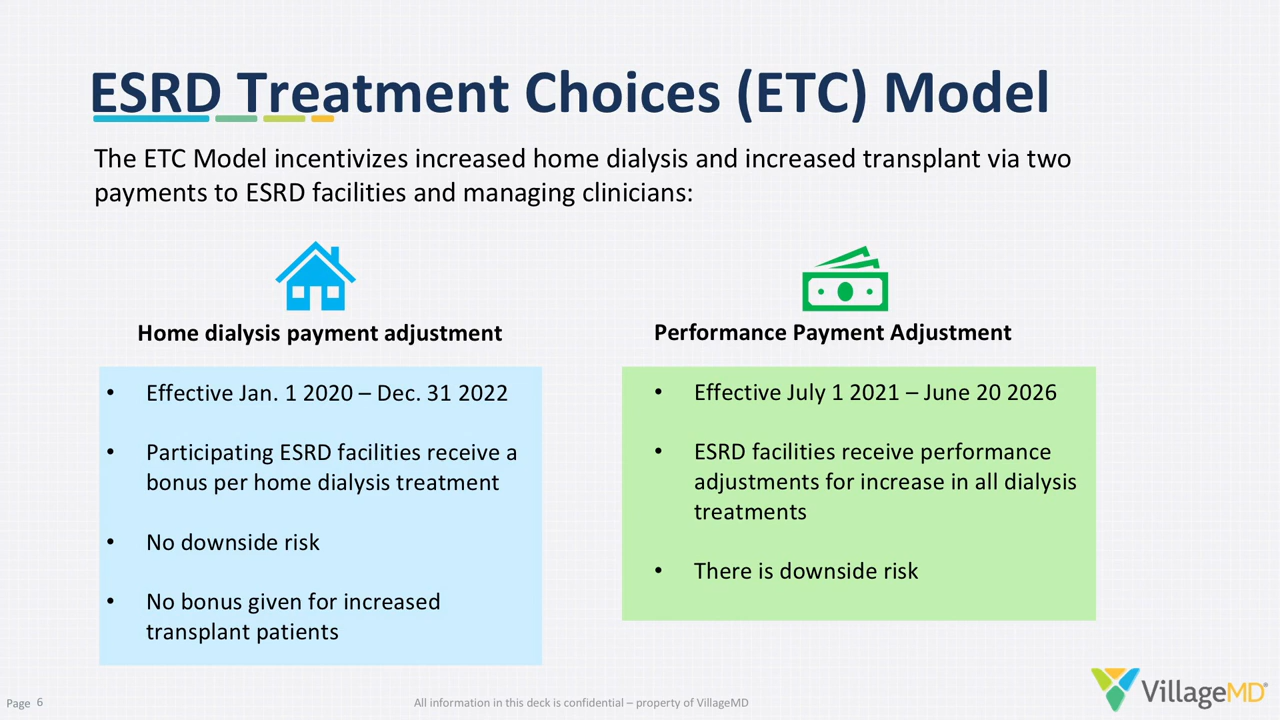 ESRD Treatment Choices (ETC) Model
The ETC Model incentivizes increased home dialysis and increased transplant via two
payments to ESRD facilities and managing clinicians:
Home dialysis payment adjustment
• Effective Jan. 1 2020 – Dec. 31 2022
• Participating ESRD facilities receive a
bonus per home dialysis treatment
• No downside risk
• No bonus given for increased
transplant patients
Performance Payment Adjustment
• Effective July 1 2021 – June 20 2026
• ESRD facilities receive performance
adjustments for increase in all dialysis
treatments
• There is downside risk
Page 6
All information in this deck is confidential – property of VillageMD
VillageMD®